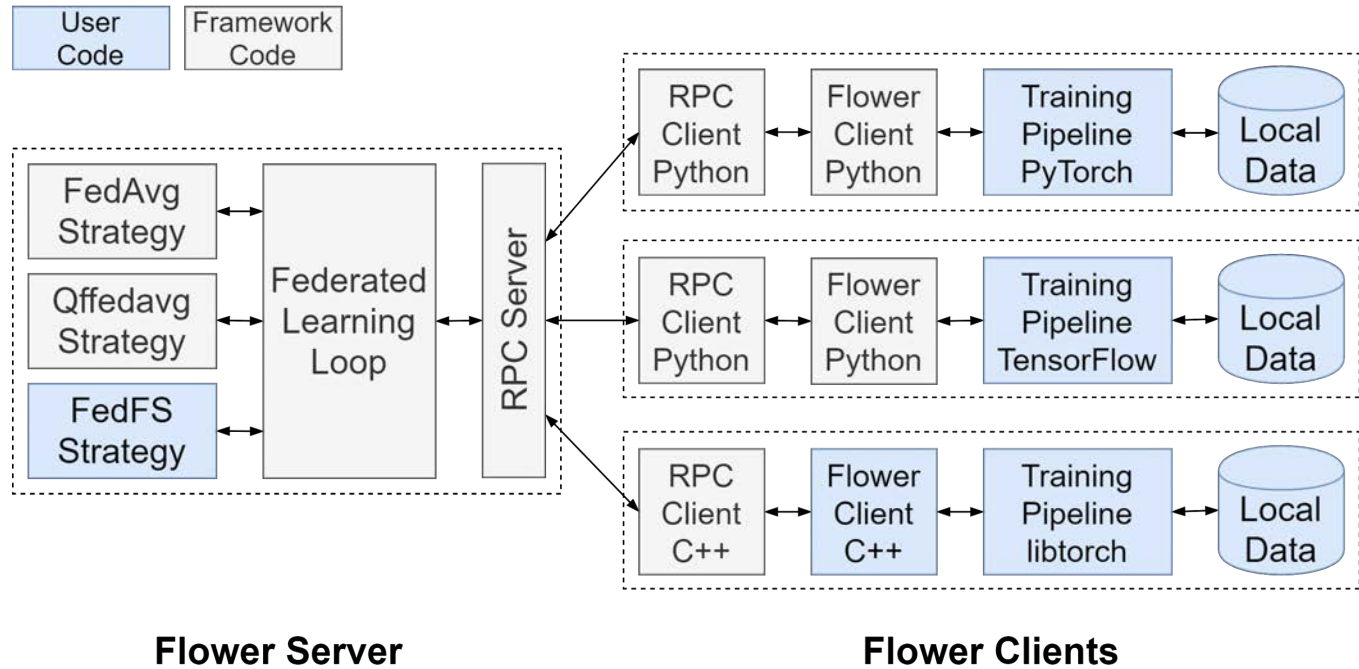 User
Code
Framework
Code
FedAvg
Strategy
Qffedavg
Strategy
FedFS
Strategy
Federated
Learning
Loop
RPC Server
RPC
Client
Python
Flower
Client
Python
Training
Pipeline
PyTorch
Local
Data
RPC
Client
Python
Flower
Client
Python
Training
Pipeline
TensorFlow
Local
Data
RPC
Client
C++
Flower
Client
C++
Training
Pipeline
libtorch
Local
Data
Flower Server
Flower Clients